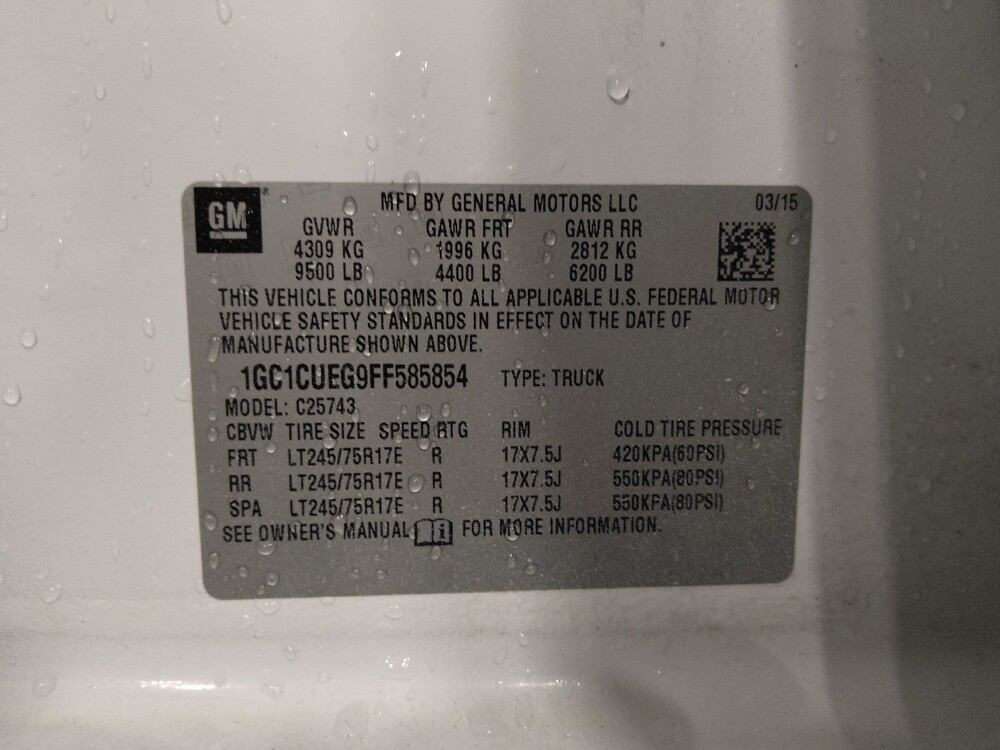 GM® MFD BY GENERAL MOTORS LLC 03/15
GVWR GAWR FRT GAWR RR
4309 KG 1996 KG 2812 KG
9500 LB 4400 LB 6200 LB
THIS VEHICLE CONFORMS TO ALL APPLICABLE U.S. FEDERAL MOTOR
VEHICLE SAFETY STANDARDS IN EFFECT ON THE DATE OF
MANUFACTURE SHOWN ABOVE.
1GC1CUEG9FF585854 TYPE: TRUCK
MODEL: C25743
CBVW TIRE SIZE SPEED RTG RIM COLD TIRE PRESSURE
FRT LT245/75R17E R 17X7.5J 420KPA(60PSI)
RR LT245/75R17E R 17X7.5J 550KPA(80PSI)
SPA LT245/75R17E R 17X7.5J 550KPA(80PSI)
SEE OWNER'S MANUAL i FOR MORE INFORMATION.